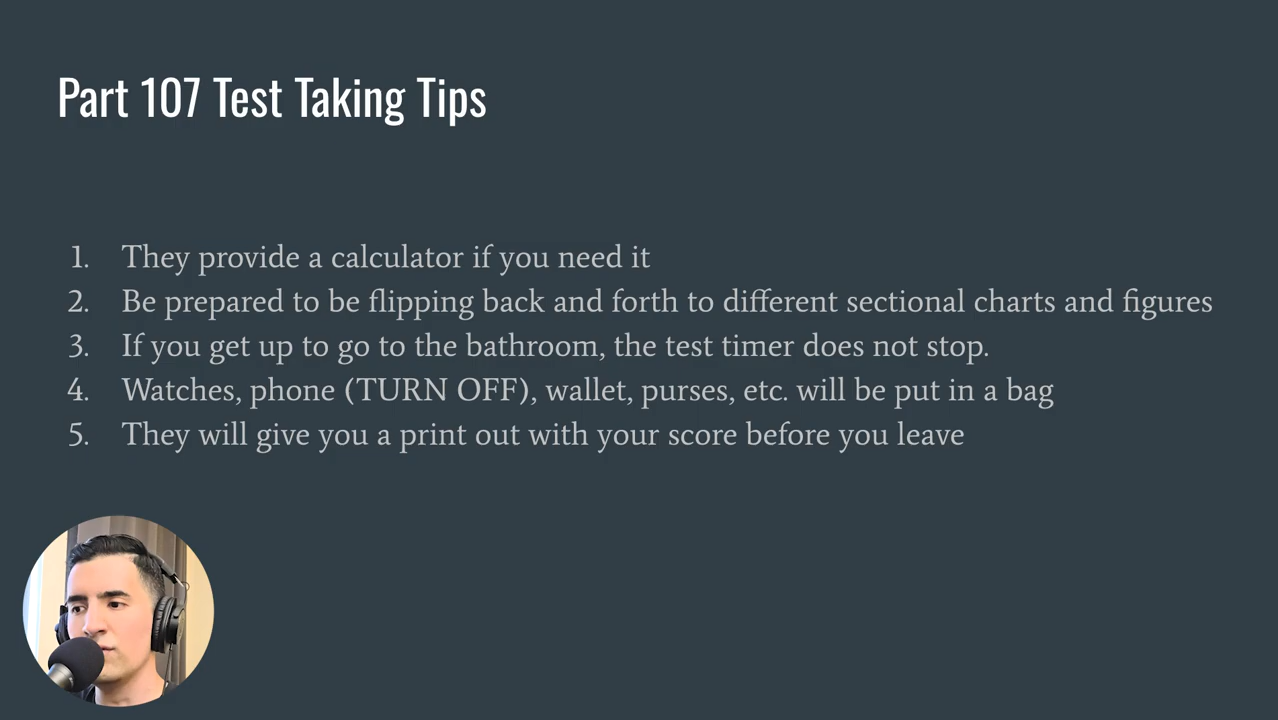 Part 107 Test Taking Tips
1. They provide a calculator if you need it
2. Be prepared to be flipping back and forth to different sectional charts and figures
3. If you get up to go to the bathroom, the test timer does not stop.
4. Watches, phone (TURN OFF), wallet, purses, etc. will be put in a bag
5. They will give you a print out with your score before you leave